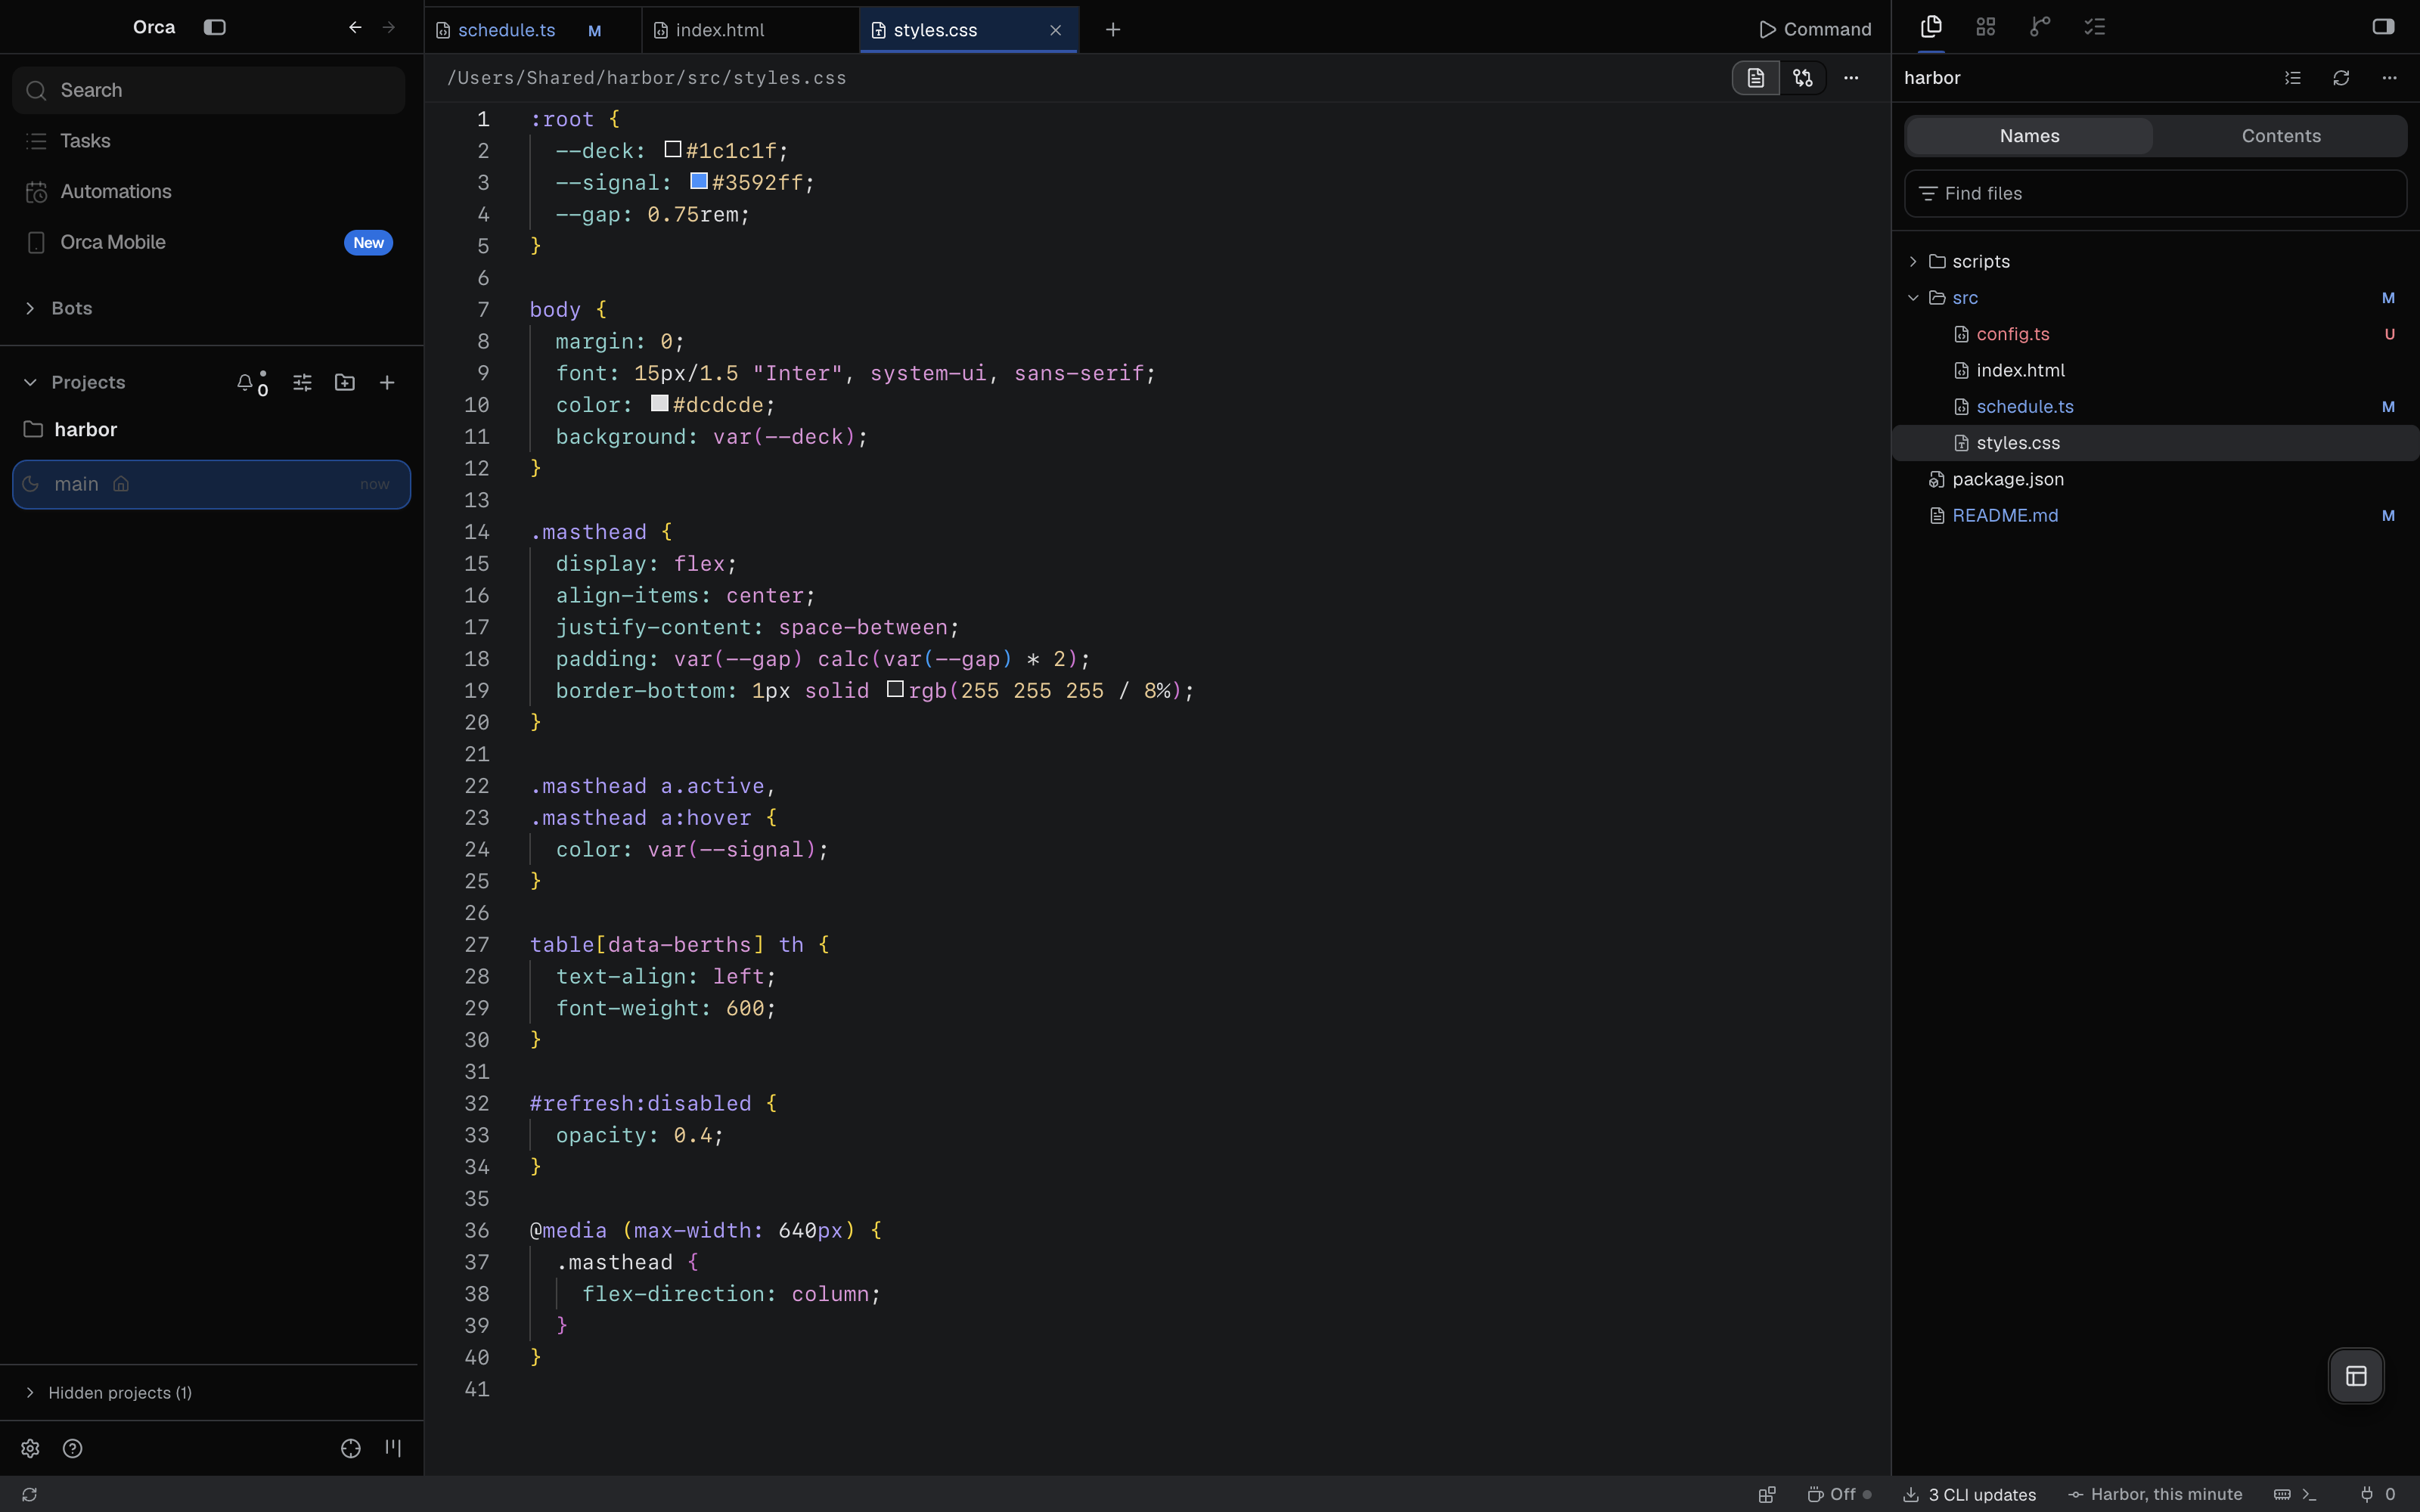 Orca
Search
Tasks
Automations
Orca Mobile New
Bots
Projects 0
harbor
main now
Hidden projects (1)
schedule.ts M
index.html
styles.css
Command
/Users/Shared/harbor/src/styles.css
1 :root {
2 --deck: #1c1c1f;
3 --signal: #3592ff;
4 --gap: 0.75rem;
5 }
6
7 body {
8 margin: 0;
9 font: 15px/1.5 "Inter", system-ui, sans-serif;
10 color: #dcdcde;
11 background: var(--deck);
12 }
13
14 .masthead {
15 display: flex;
16 align-items: center;
17 justify-content: space-between;
18 padding: var(--gap) calc(var(--gap) * 2);
19 border-bottom: 1px solid rgb(255 255 255 / 8%);
20 }
21
22 .masthead a.active,
23 .masthead a:hover {
24 color: var(--signal);
25 }
26
27 table[data-berths] th {
28 text-align: left;
29 font-weight: 600;
30 }
31
32 #refresh:disabled {
33 opacity: 0.4;
34 }
35
36 @media (max-width: 640px) {
37 .masthead {
38 flex-direction: column;
39 }
40 }
41
harbor
Names Contents
Find files
scripts
src M
config.ts U
index.html
schedule.ts M
styles.css
package.json
README.md M
Off
3 CLI updates
Harbor, this minute
0